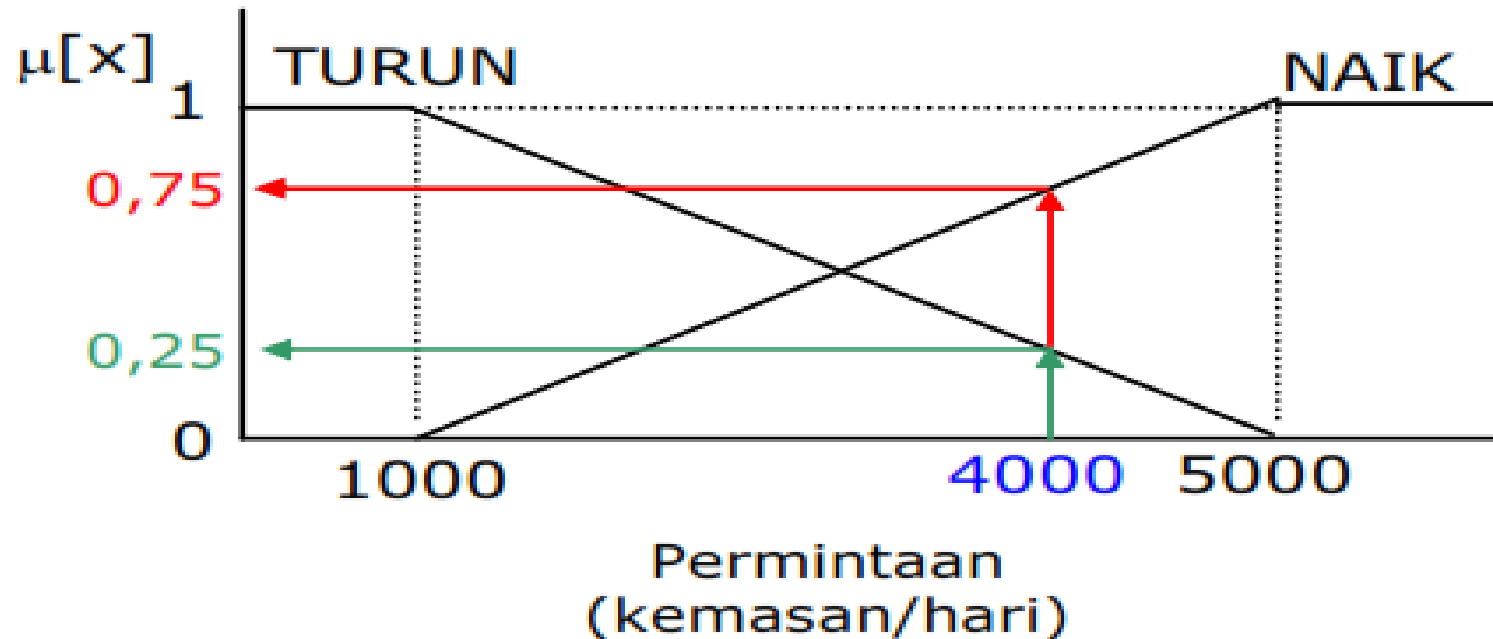 μ[x]
TURUN
NAIK
1
0,75
0,25
0
1000
4000
5000
Permintaan
(kemasan/hari)